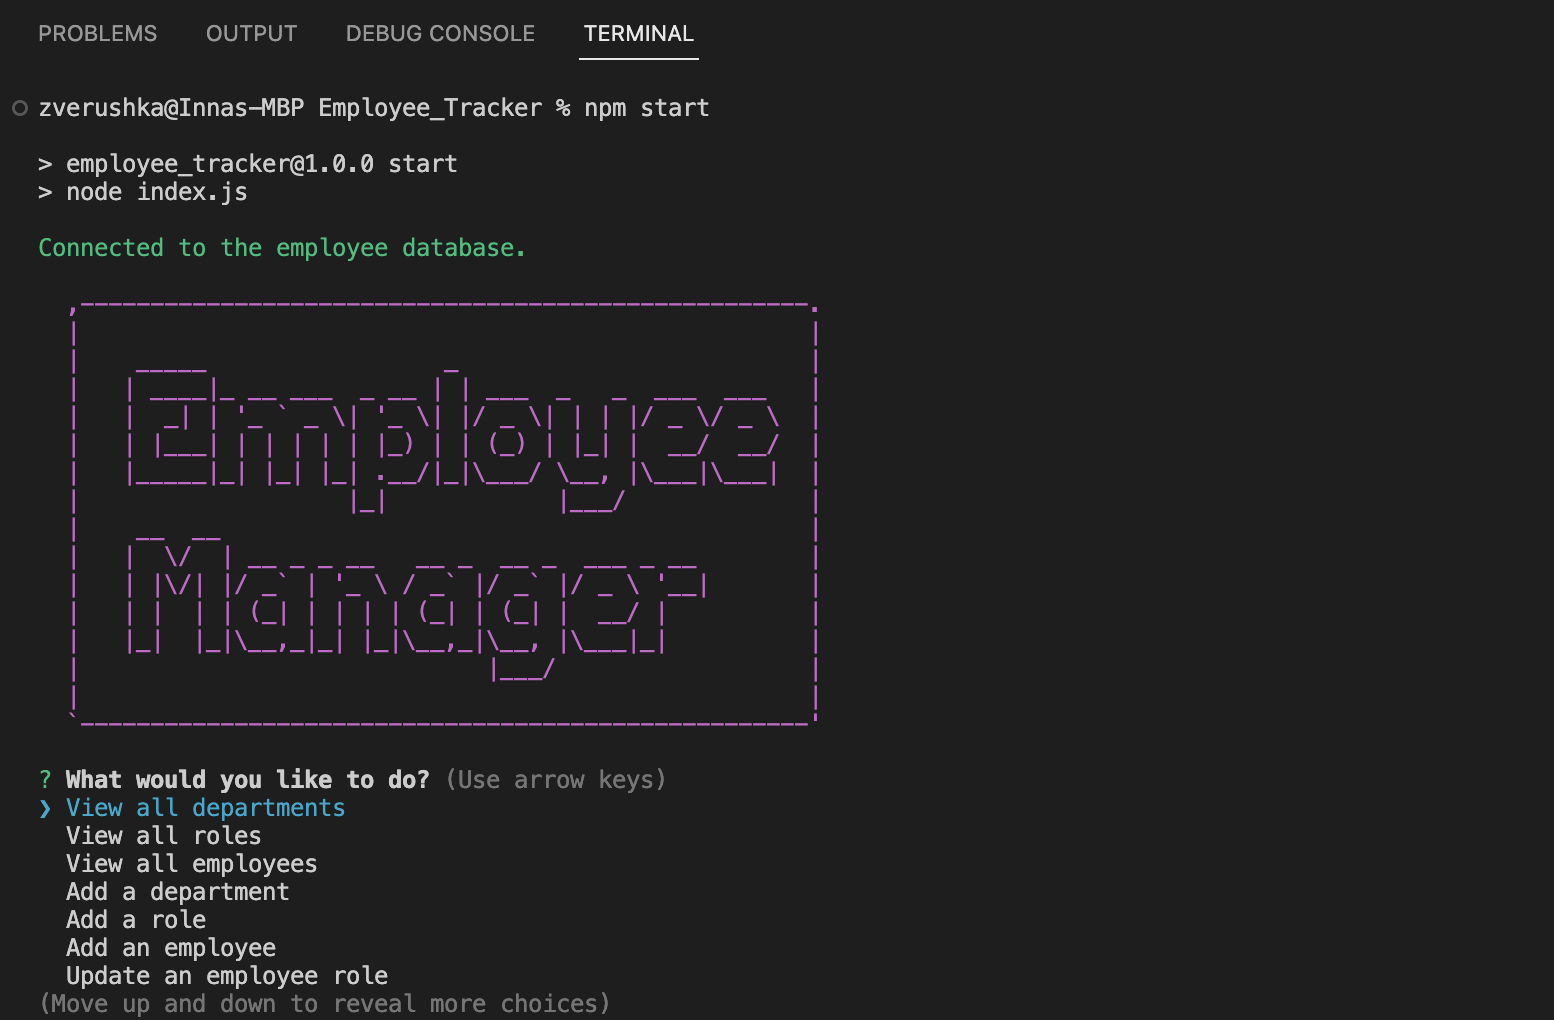 PROBLEMS OUTPUT DEBUG CONSOLE TERMINAL
zverushka@Innas-MBP Employee_Tracker % npm start
> employee_tracker@1.0.0 start
> node index.js
Connected to the employee database.
Employee
Manager
? What would you like to do? (Use arrow keys)
❯ View all departments
View all roles
View all employees
Add a department
Add a role
Add an employee
Update an employee role
(Move up and down to reveal more choices)